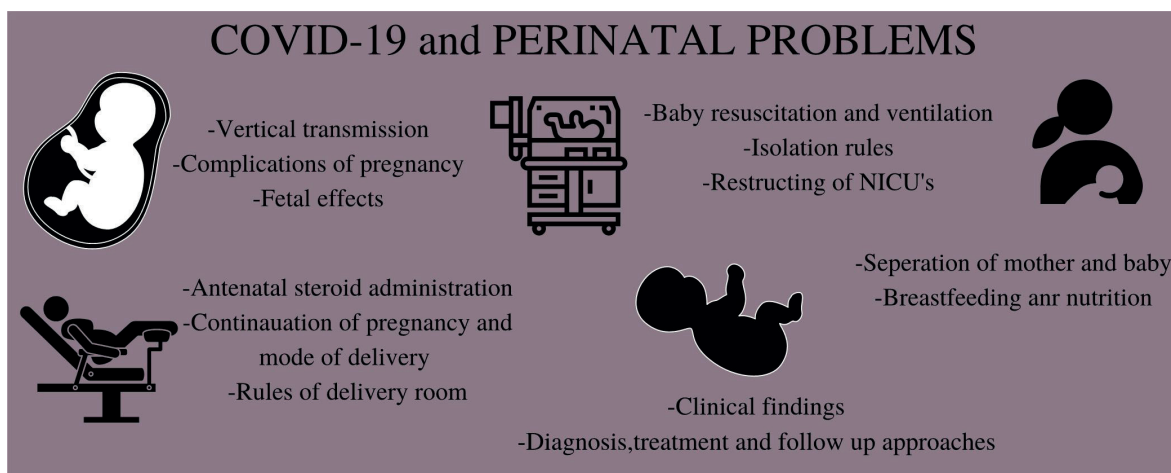 COVID-19 and PERINATAL PROBLEMS
-Vertical transmission
-Complications of pregnancy
-Fetal effects
-Baby resuscitation and ventilation
-Isolation rules
-Restructing of NICU's
-Antenatal steroid administration
-Continauation of pregnancy and
mode of delivery
-Rules of delivery room
-Seperation of mother and baby
-Breastfeeding anr nutrition
-Clinical findings
-Diagnosis,treatment and follow up approaches